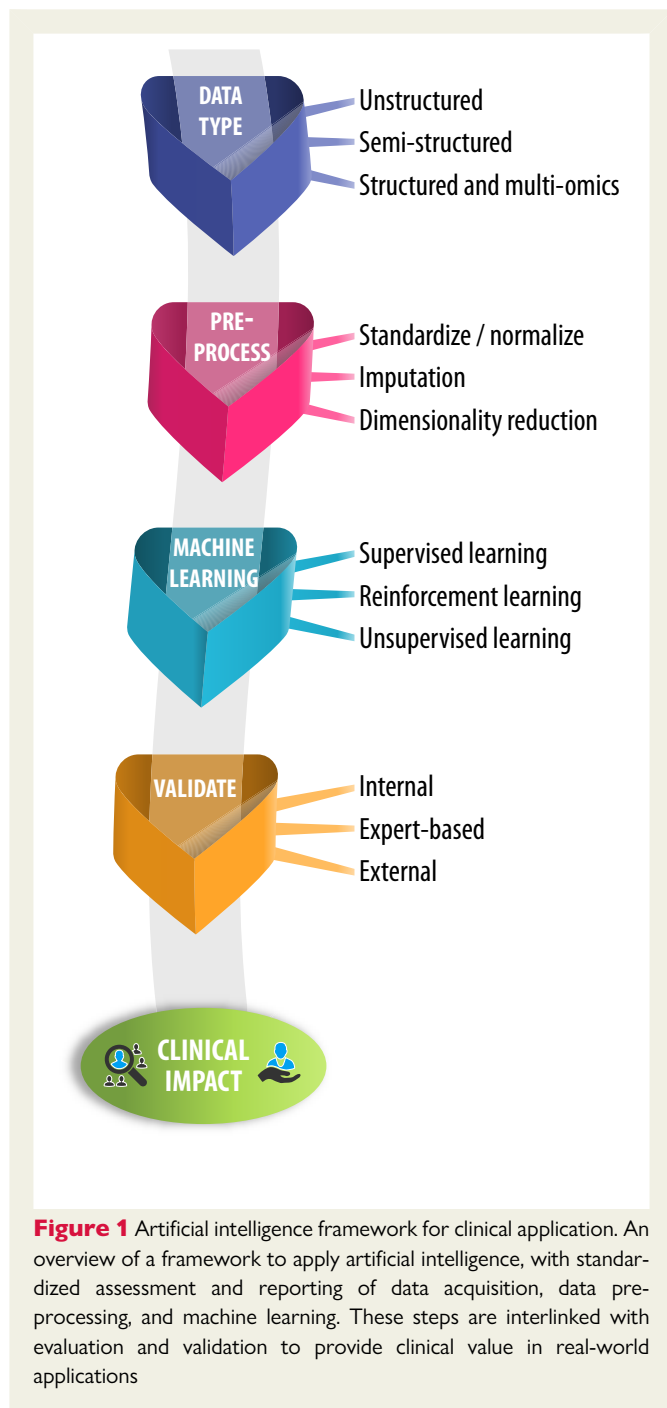 DATA
TYPE
Unstructured
Semi-structured
Structured and multi-omics
PRE-
PROCESS
Standardize / normalize
Imputation
Dimensionality reduction
MACHINE
LEARNING
Supervised learning
Reinforcement learning
Unsupervised learning
VALIDATE
Internal
Expert-based
External
CLINICAL
IMPACT
Figure 1 Artificial intelligence framework for clinical application. An
overview of a framework to apply artificial intelligence, with standar-
dized assessment and reporting of data acquisition, data pre-
processing, and machine learning. These steps are interlinked with
evaluation and validation to provide clinical value in real-world
applications